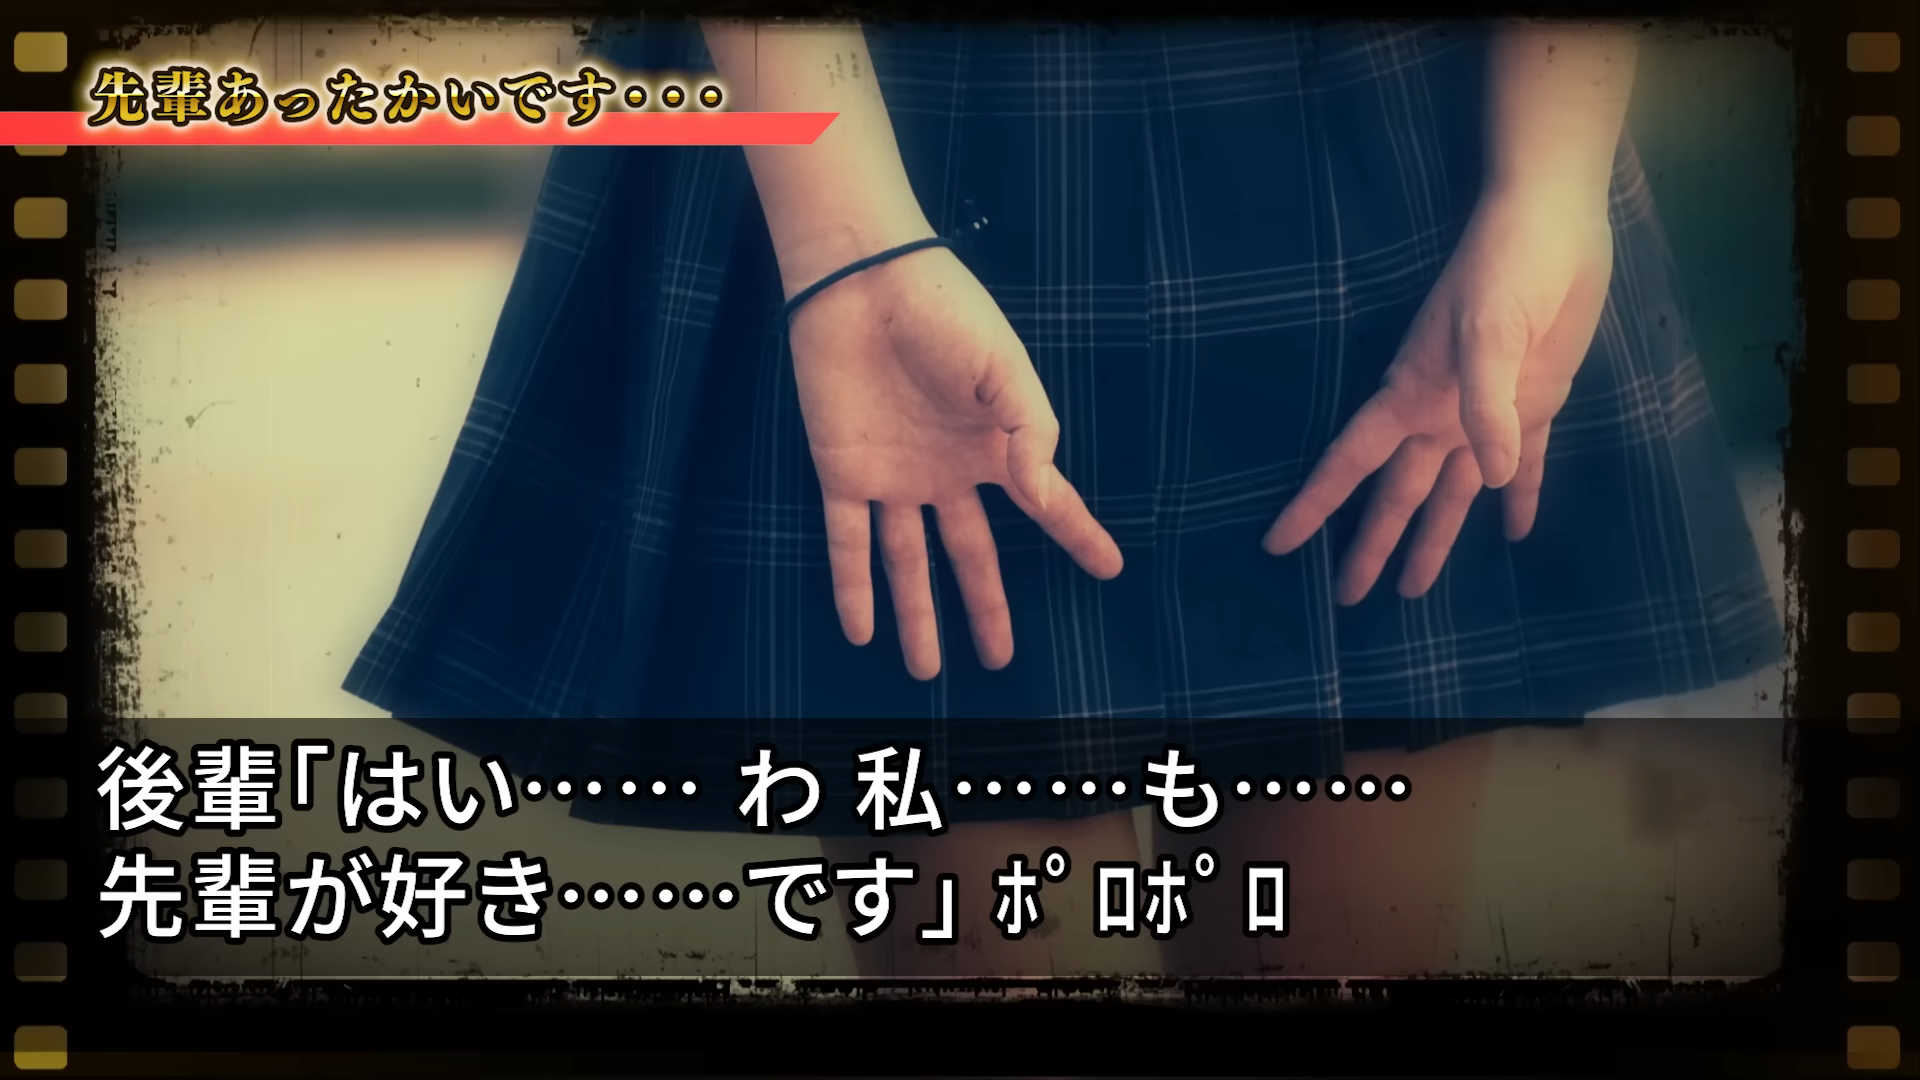 先輩あったかいです･･･
後輩｢はい…… わ 私……も……
先輩が好き……です｣ ﾎﾟﾛﾎﾟﾛ